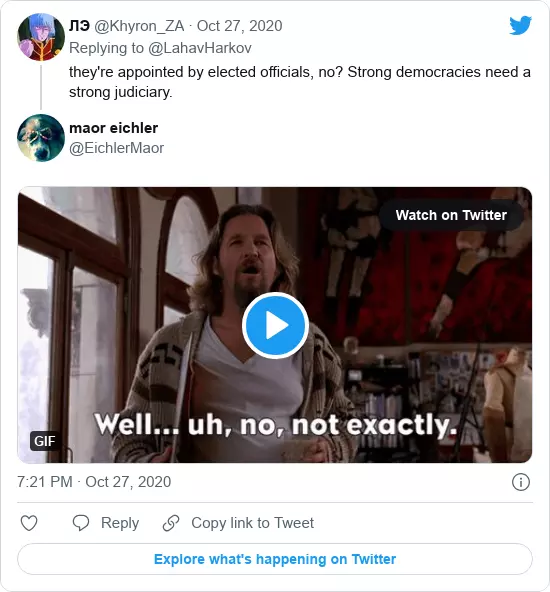 ЛЭ @Khyron_ZA · Oct 27, 2020
Replying to @LahavHarkov
they're appointed by elected officials, no? Strong democracies need a
strong judiciary.
maor eichler
@EichlerMaor
Watch on Twitter
Well... uh, no, not exactly.
GIF
7:21 PM · Oct 27, 2020
Reply
Copy link to Tweet
Explore what's happening on Twitter